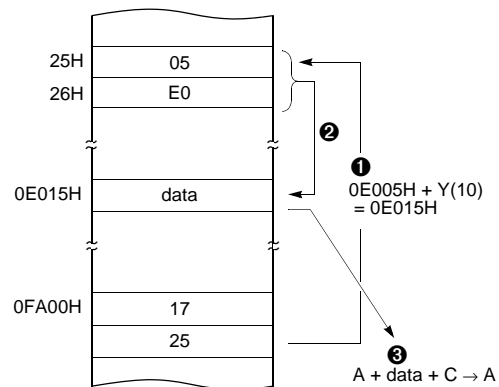 25H 05
26H E0
❷
❶
0E015H data
0E005H + Y(10)
= 0E015H
0FA00H 17
25
❸
A + data + C → A